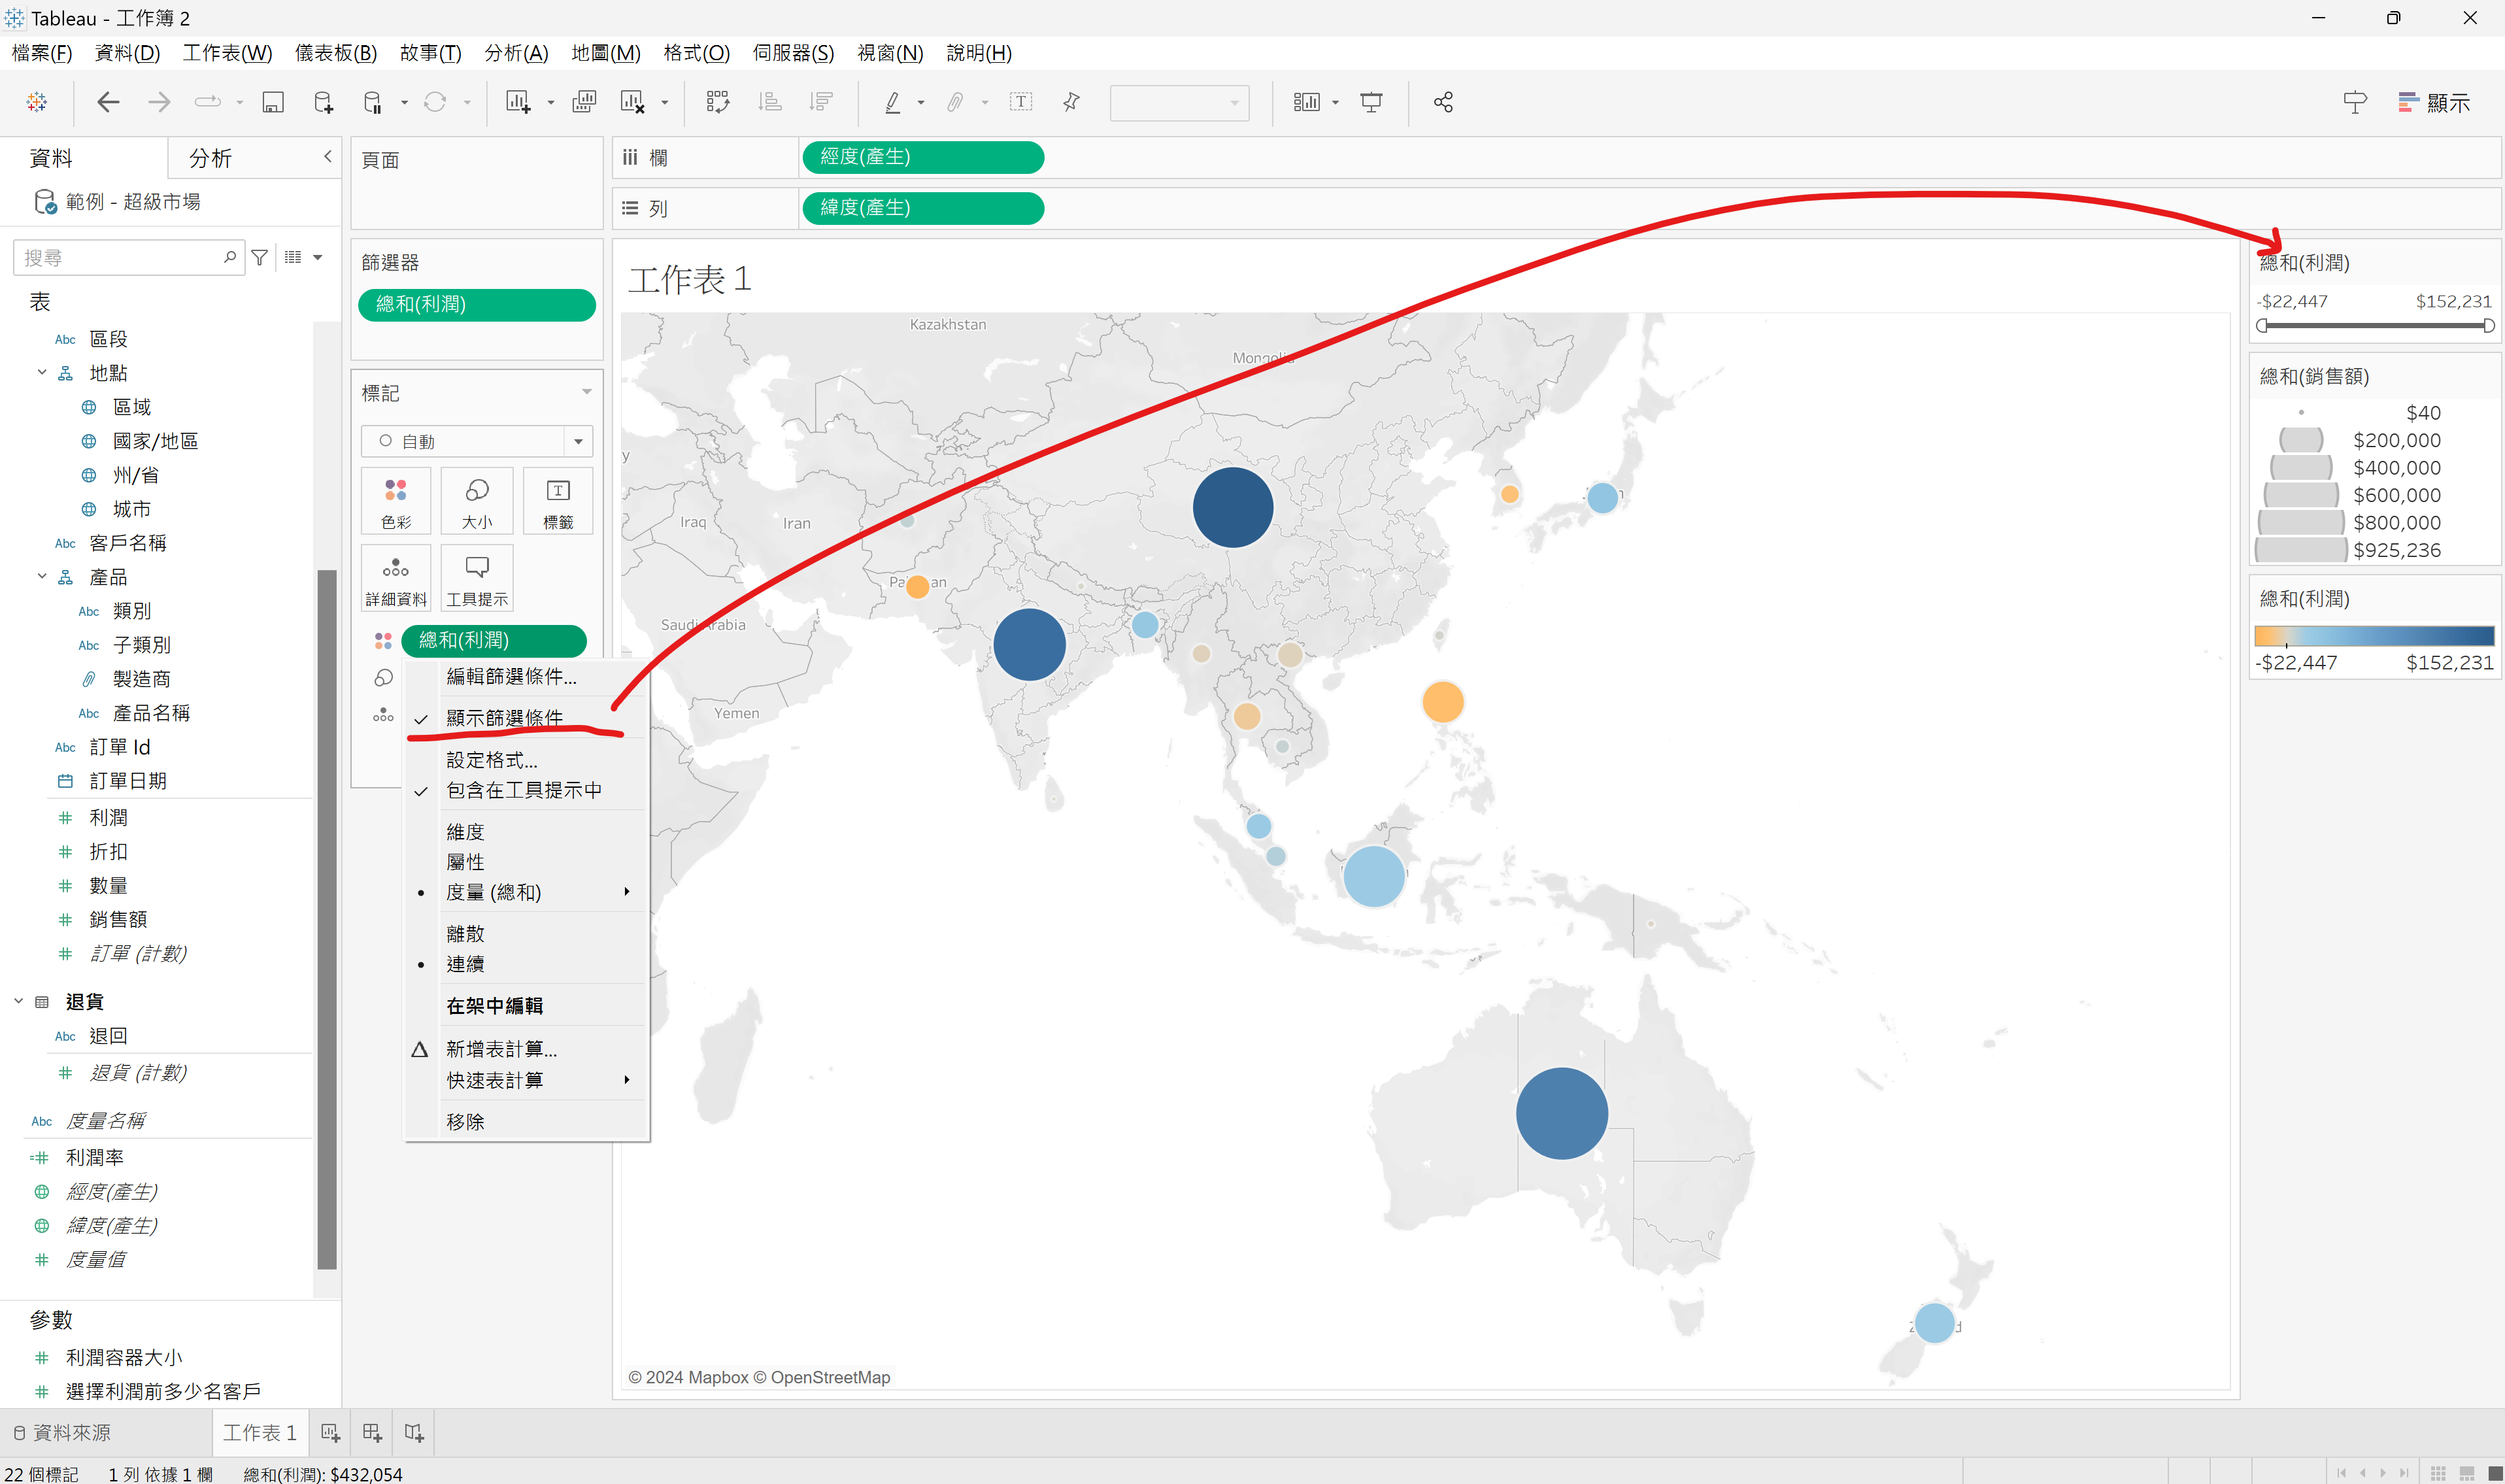 Tableau - 工作簿 2
檔案(F) 資料(D) 工作表(W) 儀表板(B) 故事(T) 分析(A) 地圖(M) 格式(O) 伺服器(S) 視窗(N) 說明(H)
顯示
資料 分析
範例 - 超級市場
搜尋
表
Abc 區段
地點
區域
國家/地區
州/省
城市
Abc 客戶名稱
產品
Abc 類別
Abc 子類別
製造商
Abc 產品名稱
Abc 訂單 Id
訂單日期
利潤
折扣
數量
銷售額
訂單 (計數)
退貨
Abc 退回
退貨 (計數)
Abc 度量名稱
利潤率
經度(產生)
緯度(產生)
度量值
參數
利潤容器大小
選擇利潤前多少名客戶
頁面
篩選器
總和(利潤)
標記
自動
色彩 大小 標籤
詳細資料 工具提示
總和(利潤)
編輯篩選條件...
顯示篩選條件
設定格式...
包含在工具提示中
維度
屬性
度量 (總和)
離散
連續
在架中編輯
新增表計算...
快速表計算
移除
欄 經度(產生)
列 緯度(產生)
工作表 1
Kazakhstan
Mongolia
Iraq
Iran
Saudi Arabia
Yemen
© 2024 Mapbox © OpenStreetMap
總和(利潤)
-$22,447 $152,231
總和(銷售額)
$40
$200,000
$400,000
$600,000
$800,000
$925,236
總和(利潤)
-$22,447 $152,231
資料來源 工作表 1
22 個標記 1 列 依據 1 欄 總和(利潤): $432,054